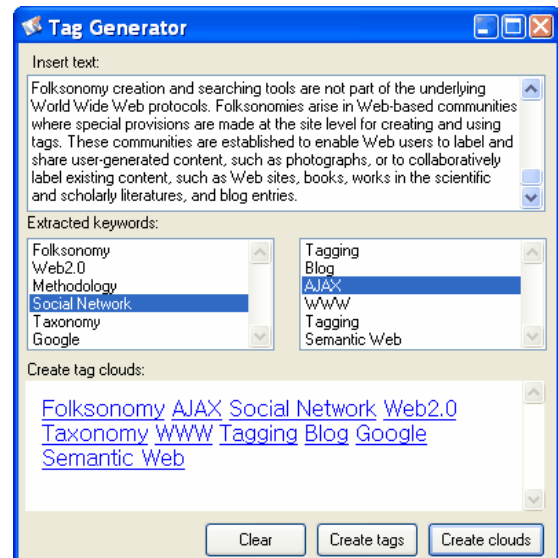 Tag Generator
Insert text:
Folksonomy creation and searching tools are not part of the underlying
World Wide Web protocols. Folksonomies arise in Web-based communities
where special provisions are made at the site level for creating and using
tags. These communities are established to enable Web users to label and
share user-generated content, such as photographs, or to collaboratively
label existing content, such as Web sites, books, works in the scientific
and scholarly literatures, and blog entries.
Extracted keywords:
Folksonomy
Web2.0
Methodology
Social Network
Taxonomy
Google
Tagging
Blog
AJAX
WWW
Tagging
Semantic Web
Create tag clouds:
Folksonomy AJAX Social Network Web2.0
Taxonomy WWW Tagging Blog Google
Semantic Web
Clear Create tags Create clouds